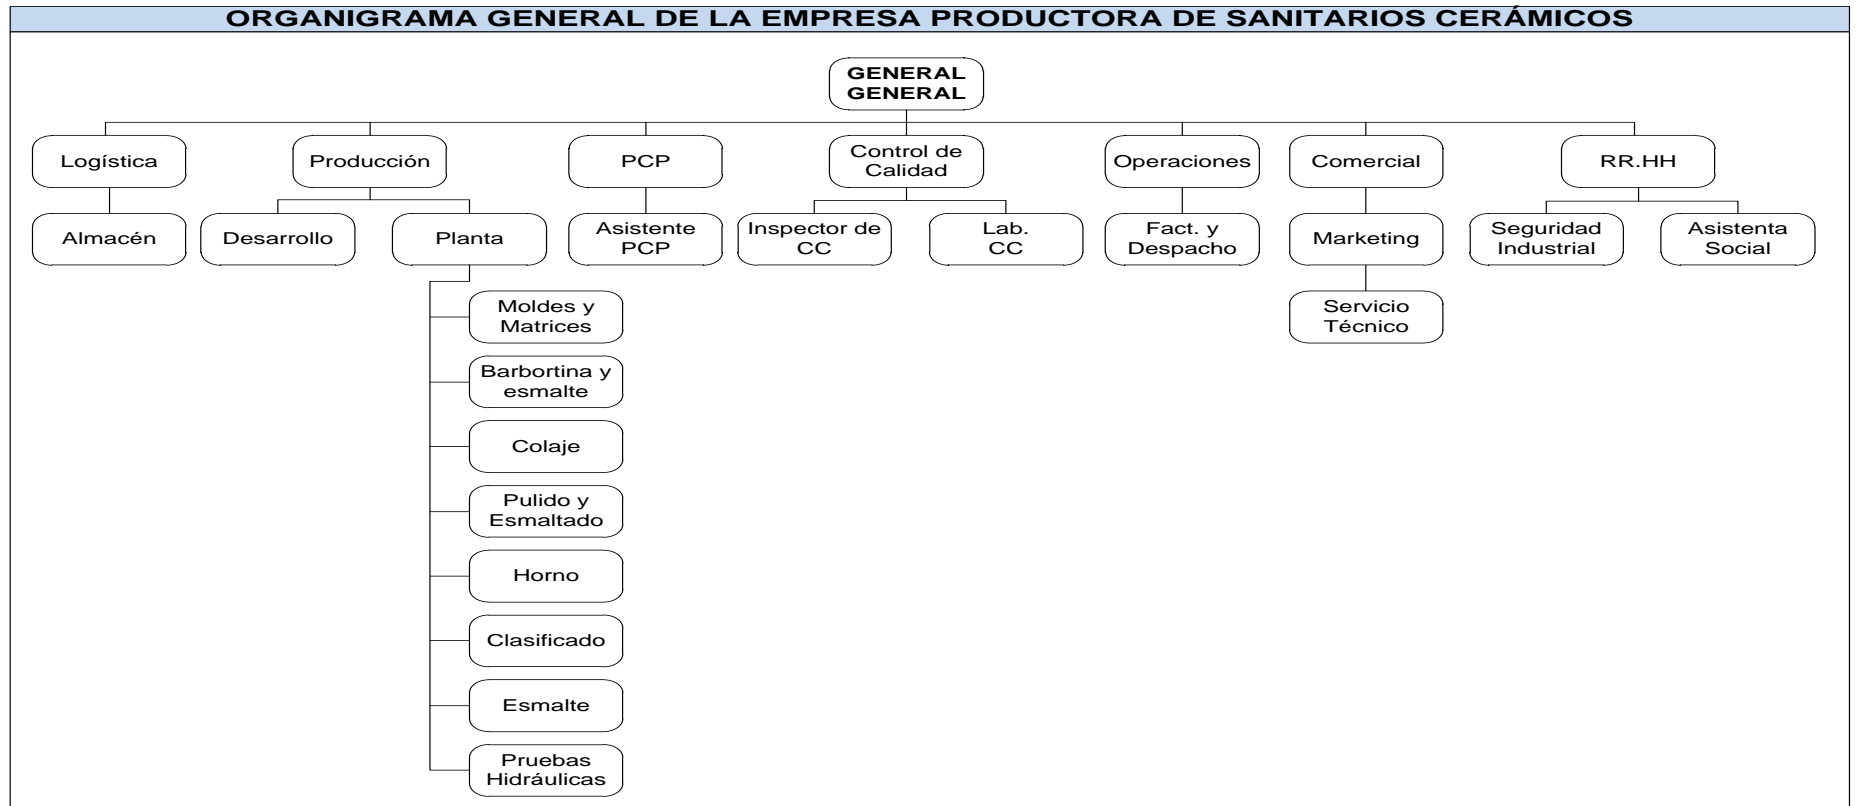 ORGANIGRAMA GENERAL DE LA EMPRESA PRODUCTORA DE SANITARIOS CERÁMICOS
GENERAL
GENERAL
Logística
Producción
PCP
Control de
Calidad
Operaciones
Comercial
RR.HH
Almacén
Desarrollo
Planta
Asistente
PCP
Inspector de
CC
Lab.
CC
Fact. y
Despacho
Marketing
Seguridad
Industrial
Asistenta
Social
Moldes y
Matrices
Servicio
Técnico
Barbortina y
esmalte
Colaje
Pulido y
Esmaltado
Horno
Clasificado
Esmalte
Pruebas
Hidráulicas